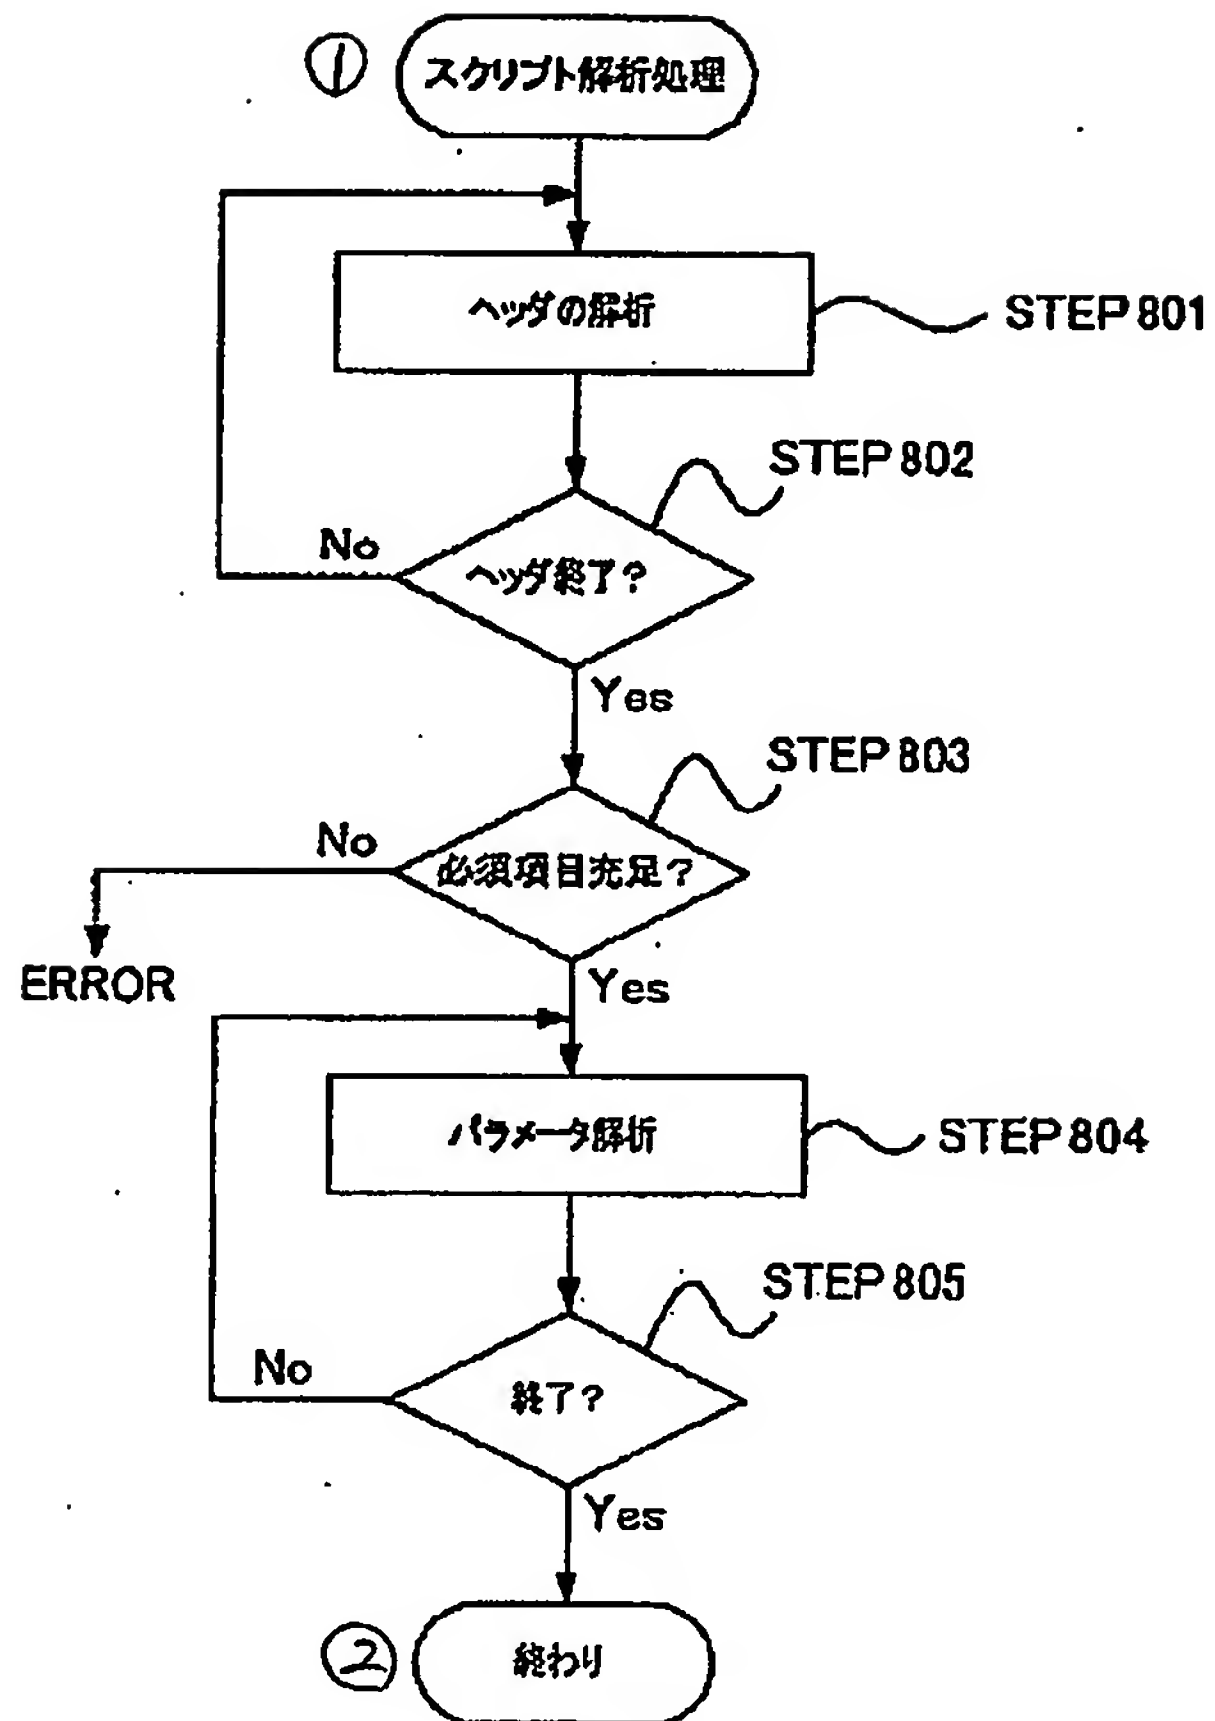 ① スクリプト解析処理
ヘッダの解析
STEP 801
STEP 802
No
ヘッダ終了?
Yes
STEP 803
No
必須項目充足?
ERROR
Yes
パラメータ解析
STEP 804
STEP 805
No
終了?
Yes
② 終わり